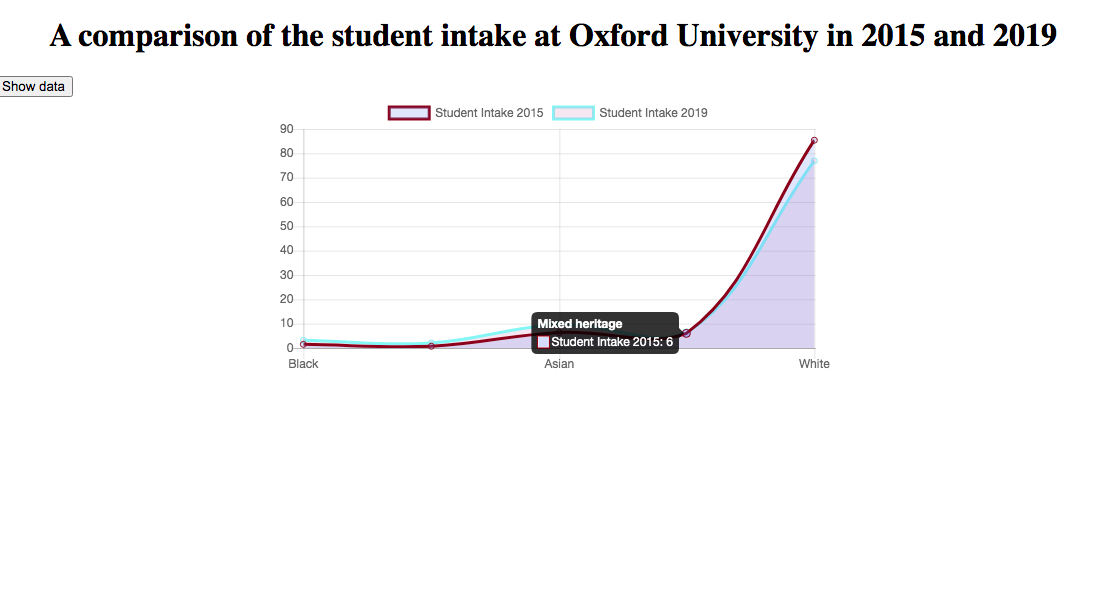 A comparison of the student intake at Oxford University in 2015 and 2019
Show data
Student Intake 2015 Student Intake 2019
90
80
70
60
50
40
30
20
10
0
Mixed heritage
Student Intake 2015: 6
Black Asian White